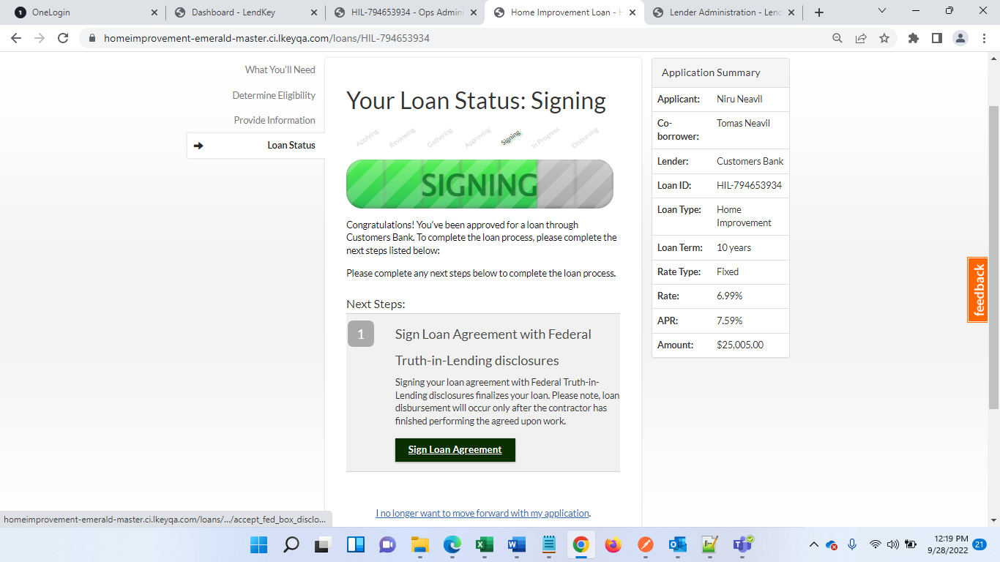 OneLogin
Dashboard - LendKey
HIL-794653934 - Ops Admin
Home Improvement Loan - H
Lender Administration - Lend
homeimprovement-emerald-master.ci.lkeyqa.com/loans/HIL-794653934
What You'll Need
Determine Eligibility
Provide Information
Loan Status
Your Loan Status: Signing
Applying Reviewing Gathering Approving Signing In Progress Disbursing
SIGNING
Congratulations! You've been approved for a loan through
Customers Bank. To complete the loan process, please complete the
next steps listed below:
Please complete any next steps below to complete the loan process.
Next Steps:
1
Sign Loan Agreement with Federal
Truth-in-Lending disclosures
Signing your loan agreement with Federal Truth-in-
Lending disclosures finalizes your loan. Please note, loan
disbursement will occur only after the contractor has
finished performing the agreed upon work.
Sign Loan Agreement
I no longer want to move forward with my application.
Application Summary
Applicant: Niru Neavil
Co-
borrower: Tomas Neavil
Lender: Customers Bank
Loan ID: HIL-794653934
Loan Type: Home
Improvement
Loan Term: 10 years
Rate Type: Fixed
Rate: 6.99%
APR: 7.59%
Amount: $25,005.00
feedback
homeimprovement-emerald-master.ci.lkeyqa.com/loans/.../accept_fed_box_disclo...
12:19 PM
9/28/2022
21